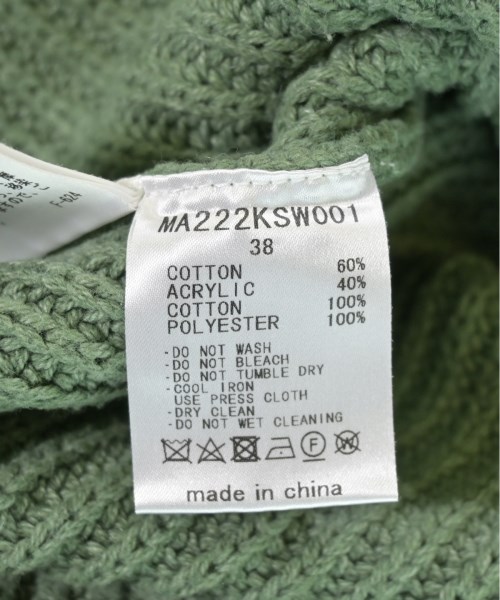 MA222KSW001
38
COTTON 60%
ACRYLIC 40%
COTTON 100%
POLYESTER 100%
-DO NOT WASH
-DO NOT BLEACH
-DO NOT TUMBLE DRY
-COOL IRON
USE PRESS CLOTH
-DRY CLEAN
-DO NOT WET CLEANING
F W
made in china
F-024